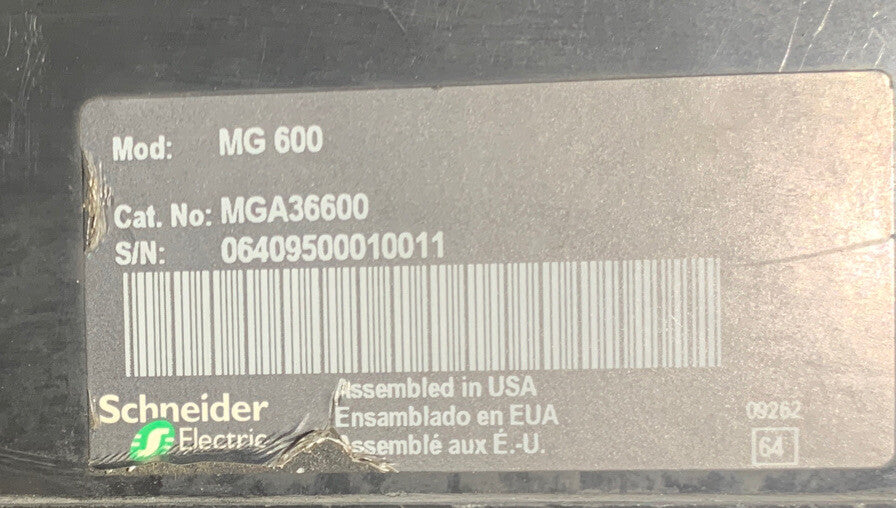 Mod: MG 600
Cat. No: MGA36600
S/N: 06409500010011
Schneider
Electric
Assembled in USA
Ensamblado en EUA
Assemblé aux É.-U.
09262
64